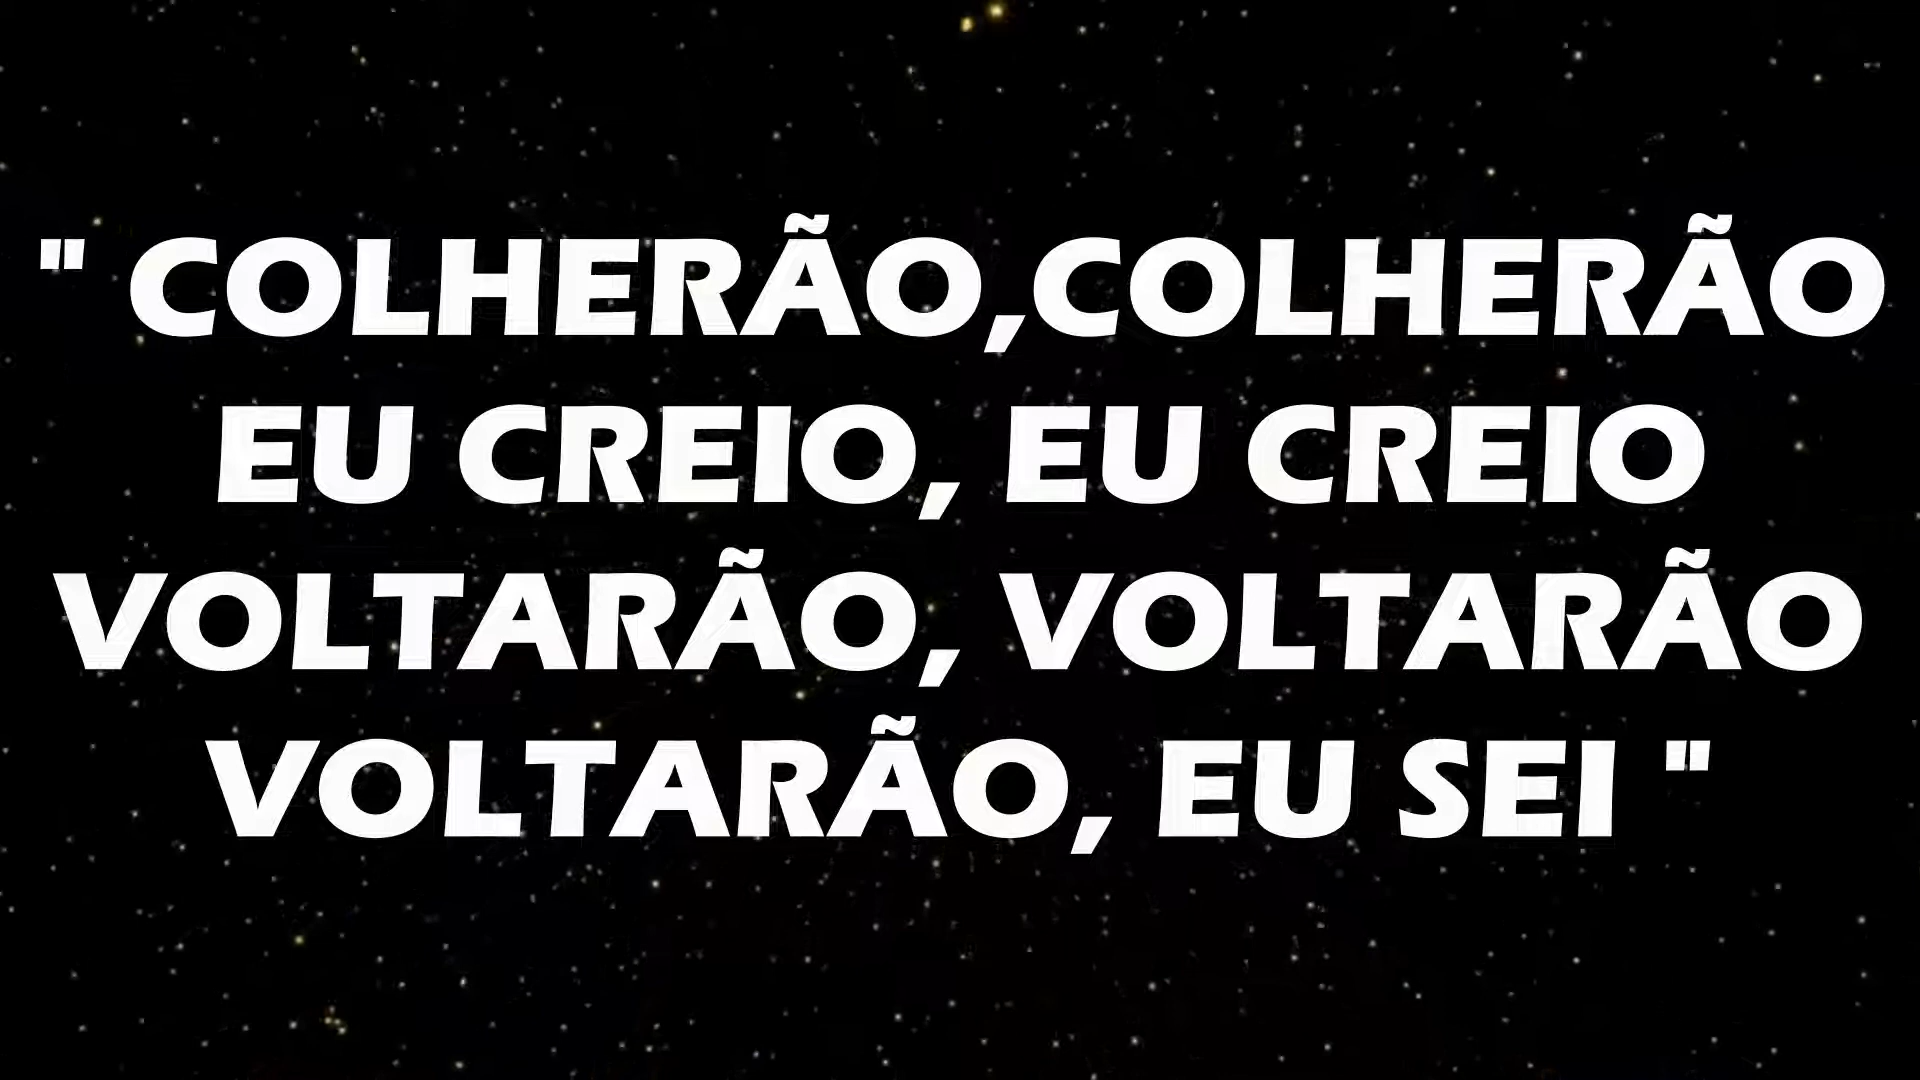 " COLHERÃO,COLHERÃO
EU CREIO, EU CREIO
VOLTARÃO, VOLTARÃO
VOLTARÃO, EU SEI "